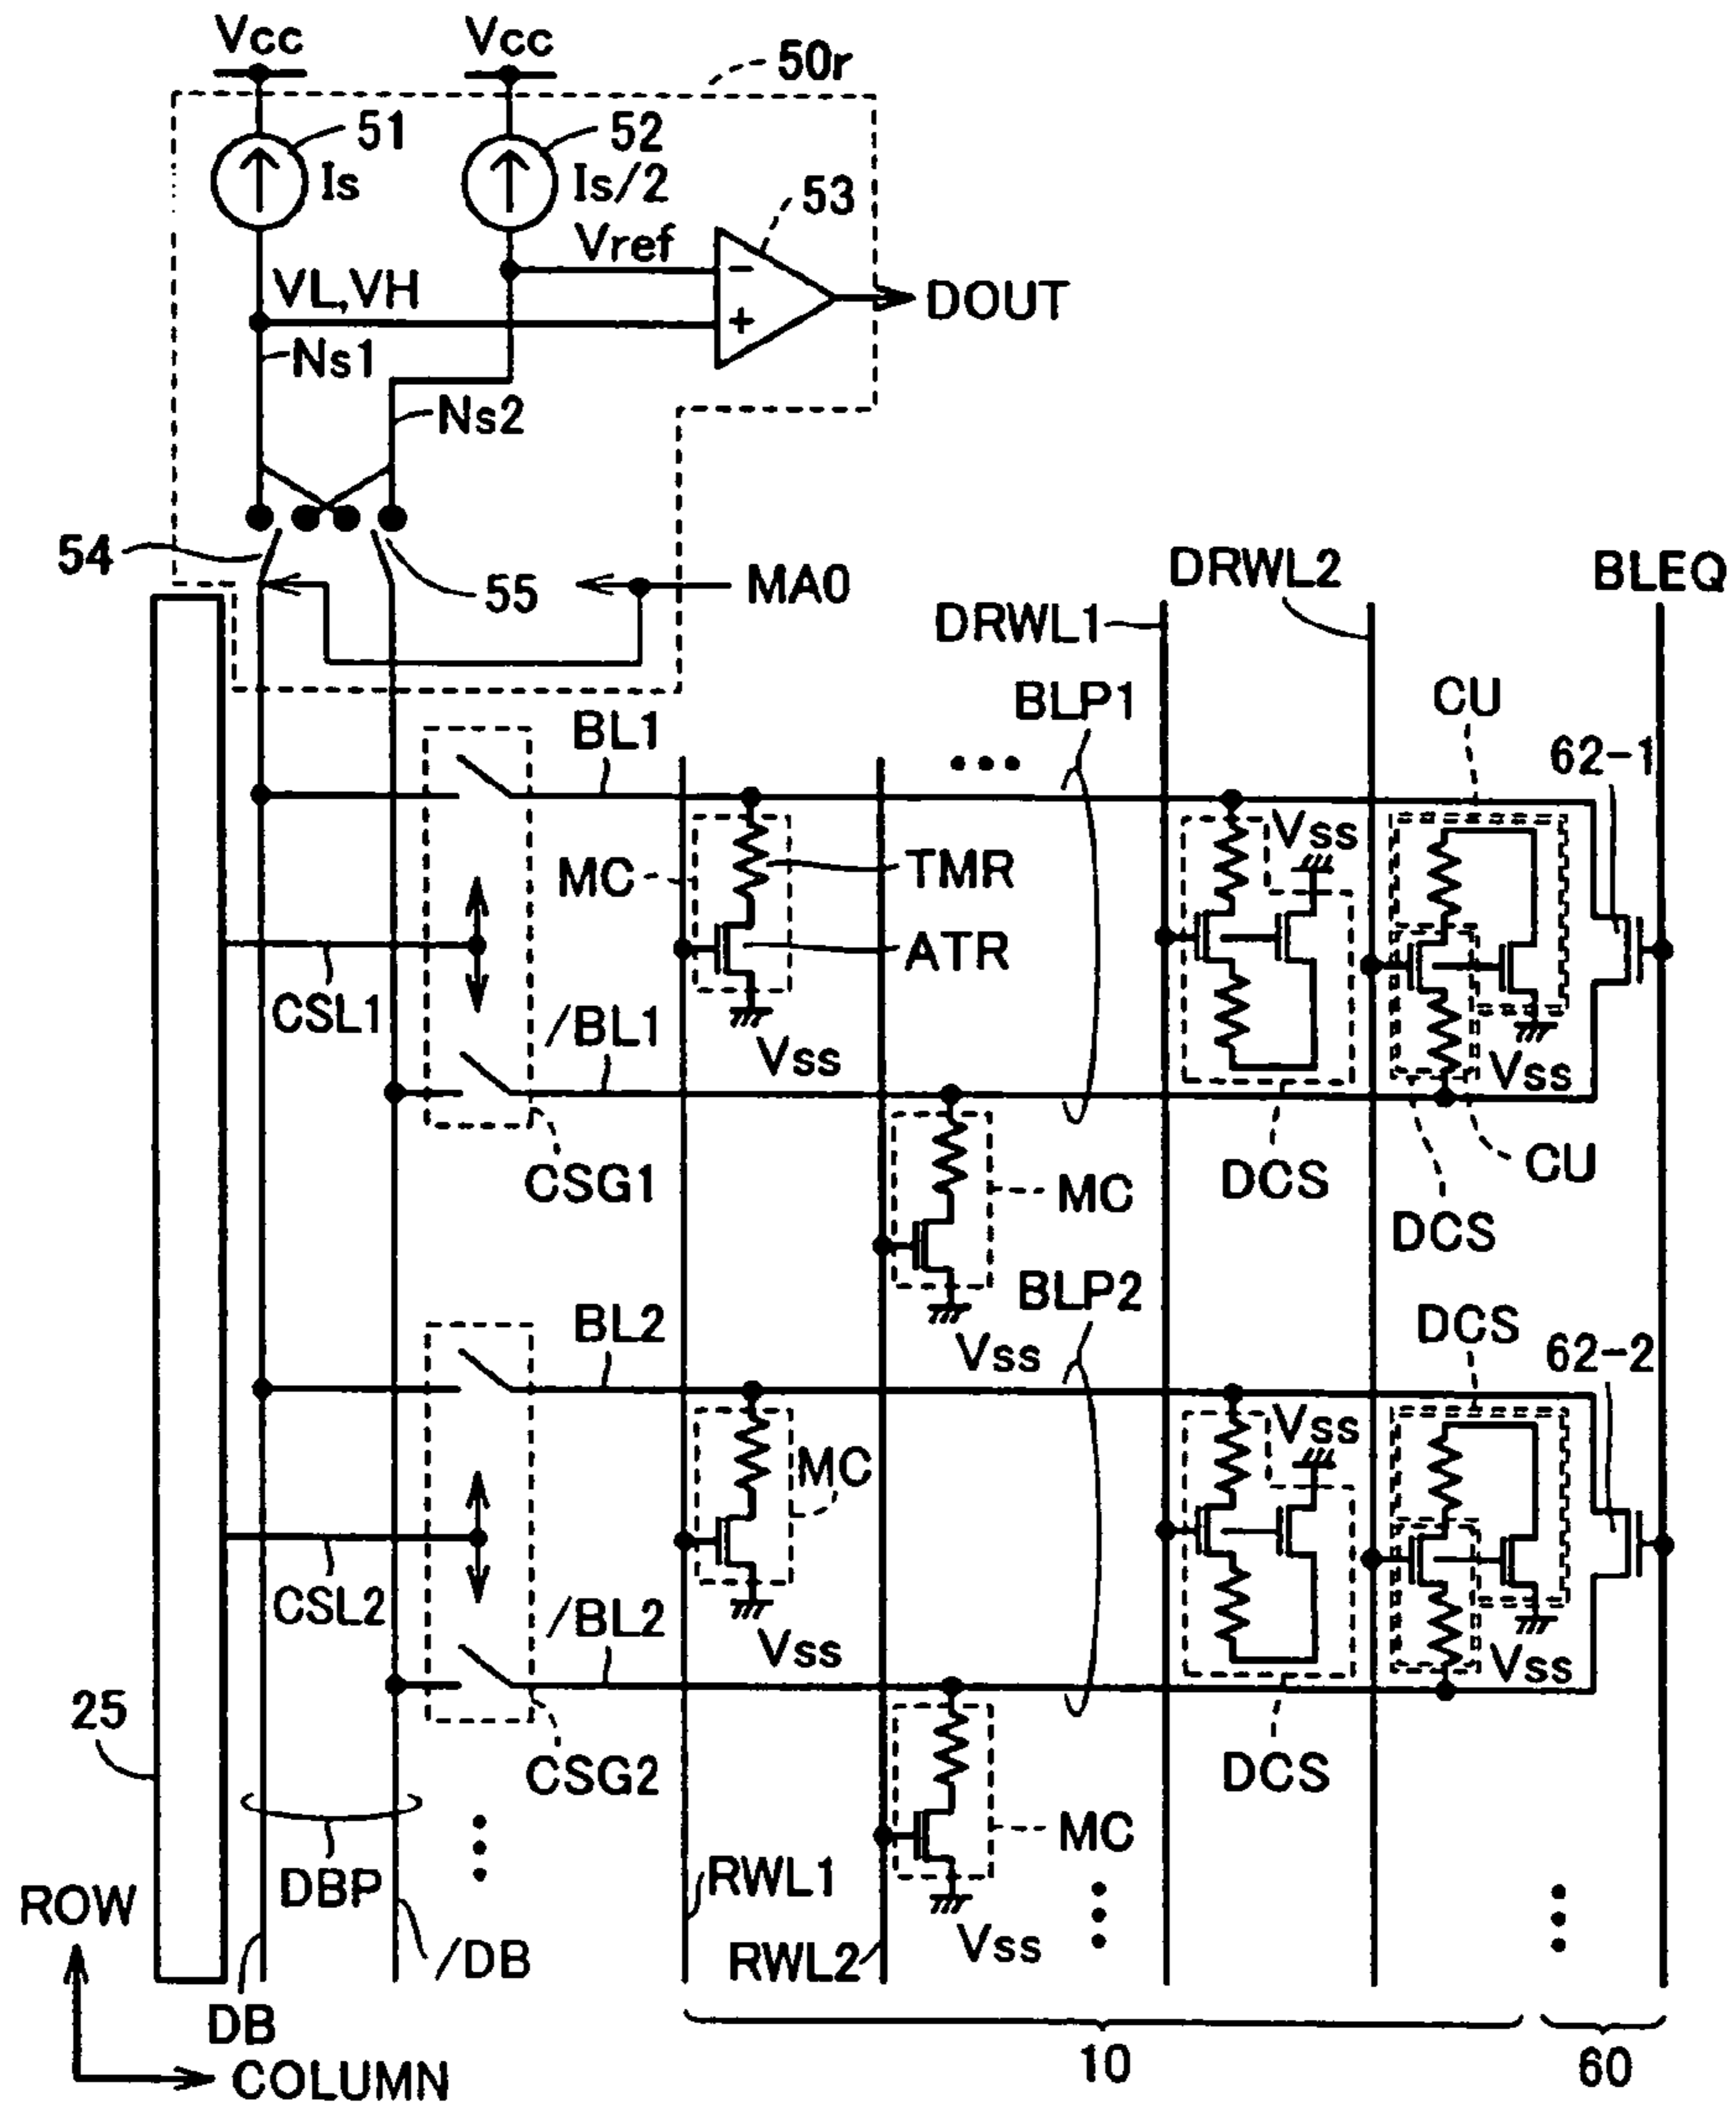 Vcc
Vcc
50r
51
52
Is
Is/2
53
Vref
VL,VH
DOUT
Ns1
Ns2
54
55
MA0
DRWL2
BLEQ
DRWL1
BLP1
CU
BL1
62-1
Vss
MC
TMR
ATR
CSL1
/BL1
Vss
Vss
CSG1
MC
DCS
CU
DCS
BLP2
BL2
DCS
62-2
Vss
Vss
MC
CSL2
/BL2
Vss
Vss
25
CSG2
DCS
MC
DBP
RWL1
ROW
/DB
RWL2
Vss
DB
COLUMN
10
60